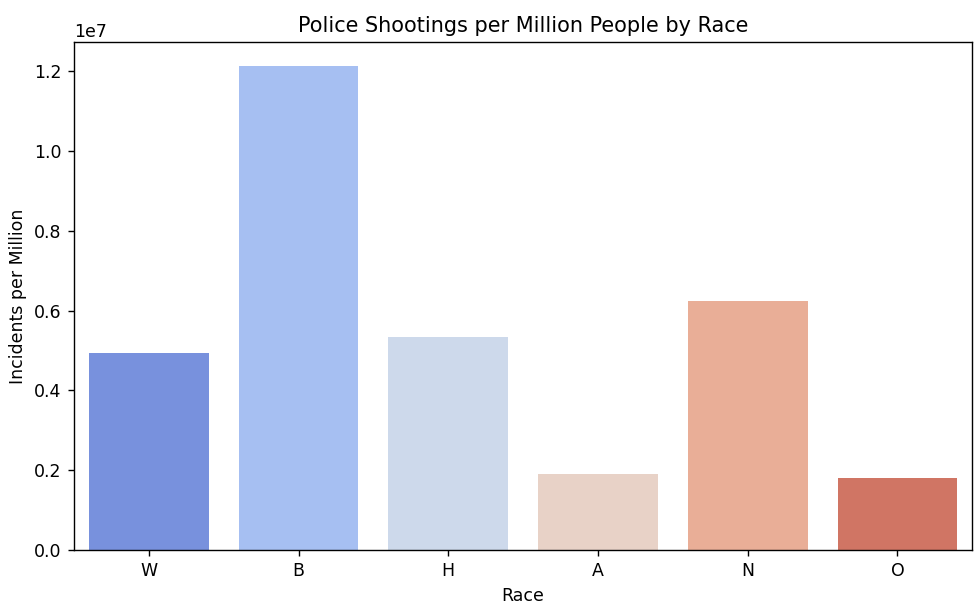 Police Shootings per Million People by Race
1e7
1.2
1.0
0.8
0.6
0.4
0.2
0.0
Incidents per Million
W B H A N O
Race